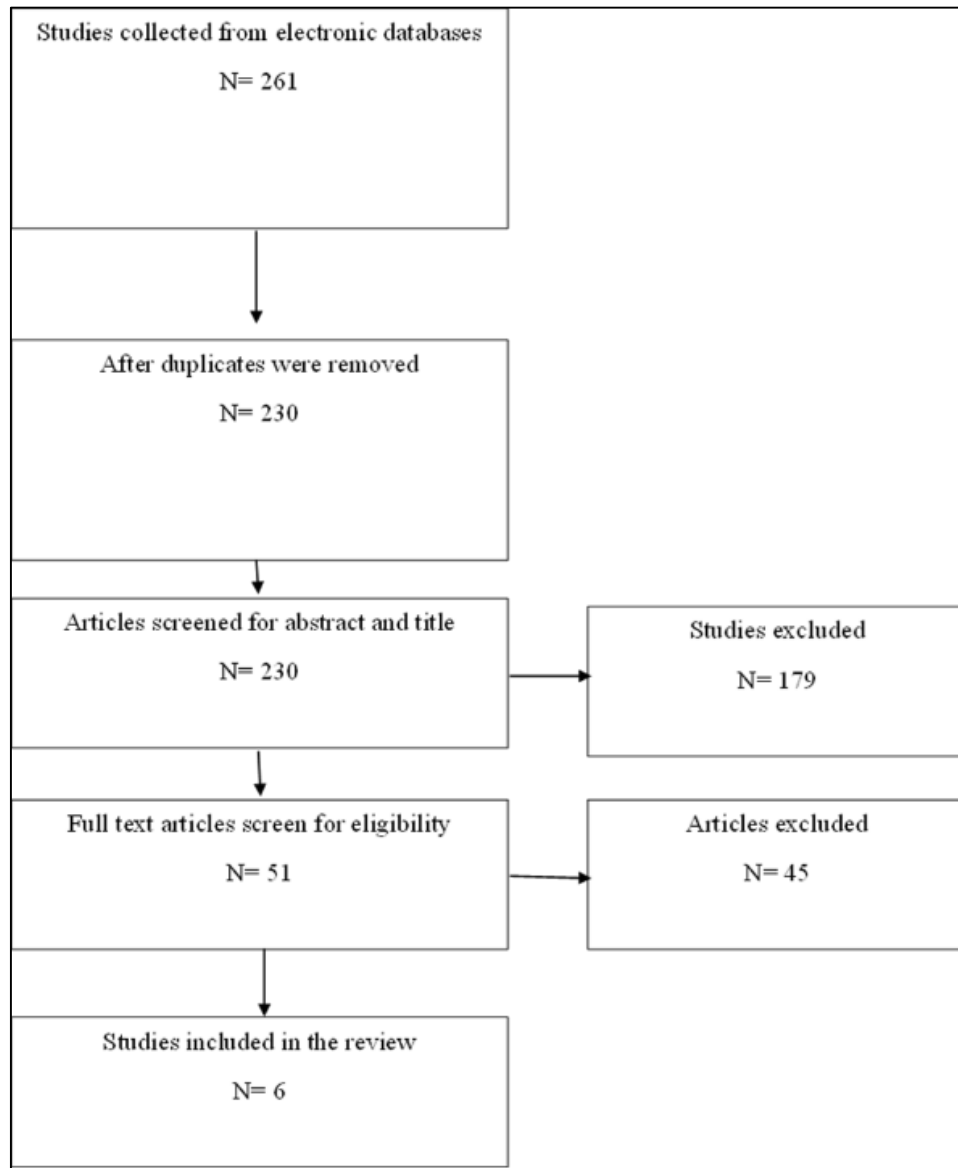 Studies collected from electronic databases
N= 261
After duplicates were removed
N= 230
Articles screened for abstract and title
N= 230
Studies excluded
N= 179
Full text articles screen for eligibility
N= 51
Articles excluded
N= 45
Studies included in the review
N= 6